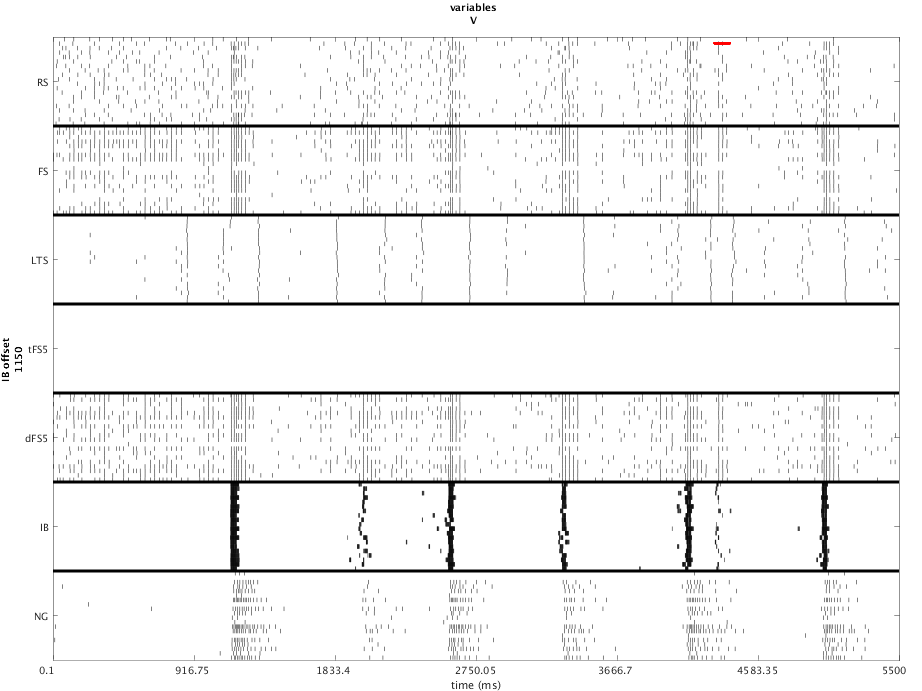 variables
V
RS
FS
LTS
tFS5
dFS5
IB
NG
IB offset
1150
0.1 916.75 1833.4 2750.05 3666.7 4583.35 5500
time (ms)